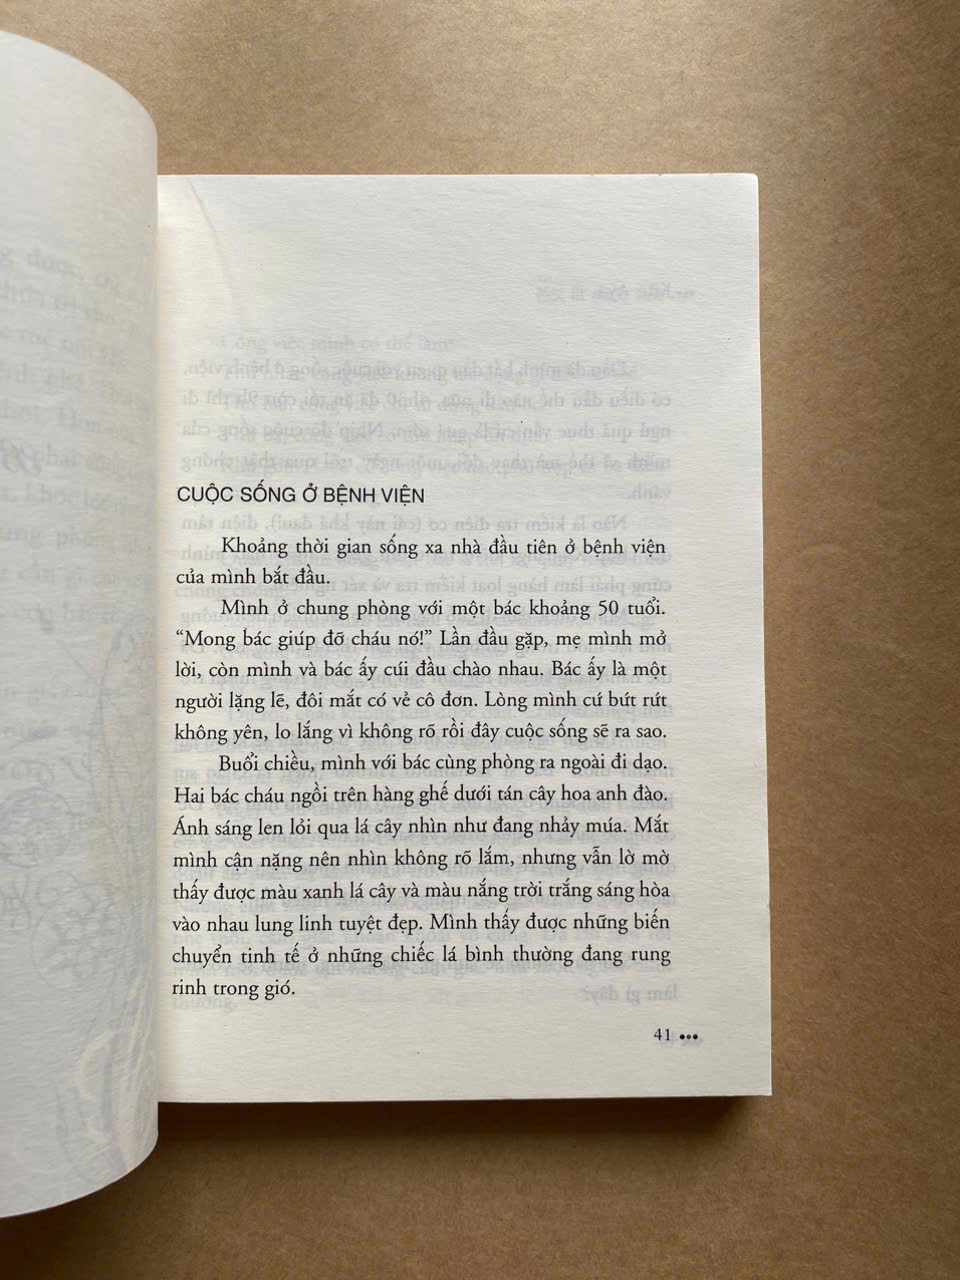 CUỘC SỐNG Ở BỆNH VIỆN
Khoảng thời gian sống xa nhà đầu tiên ở bệnh viện
của mình bắt đầu.
Mình ở chung phòng với một bác khoảng 50 tuổi.
“Mong bác giúp đỡ cháu nó!” Lần đầu gặp, mẹ mình mở
lời, còn mình và bác ấy cúi đầu chào nhau. Bác ấy là một
người lặng lẽ, đôi mắt có vẻ cô đơn. Lòng mình cứ bứt rứt
không yên, lo lắng vì không rõ rồi đây cuộc sống sẽ ra sao.
Buổi chiều, mình với bác cùng phòng ra ngoài đi dạo.
Hai bác cháu ngồi trên hàng ghế dưới tán cây hoa anh đào.
Ánh sáng len lỏi qua lá cây nhìn như đang nhảy múa. Mắt
mình cận nặng nên nhìn không rõ lắm, nhưng vẫn lờ mờ
thấy được màu xanh lá cây và màu nắng trời trắng sáng hòa
vào nhau lung linh tuyệt đẹp. Mình thấy được những biến
chuyển tinh tế ở những chiếc lá bình thường đang rung
rinh trong gió.
41 •••